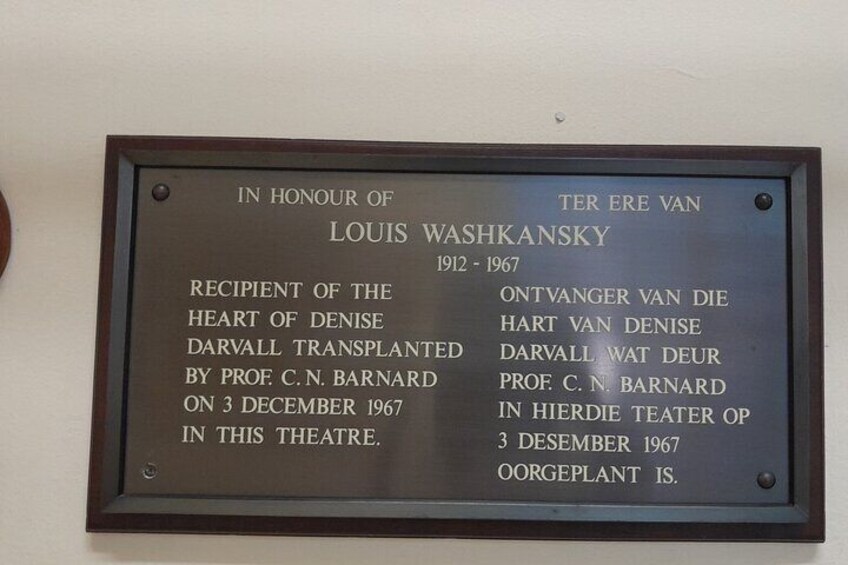 IN HONOUR OF
TER ERE VAN
LOUIS WASHKANSKY
1912 - 1967
RECIPIENT OF THE
HEART OF DENISE
DARVALL TRANSPLANTED
BY PROF. C. N. BARNARD
ON 3 DECEMBER 1967
IN THIS THEATRE.
ONTVANGER VAN DIE
HART VAN DENISE
DARVALL WAT DEUR
PROF. C. N. BARNARD
IN HIERDIE TEATER OP
3 DESEMBER 1967
OORGEPLANT IS.